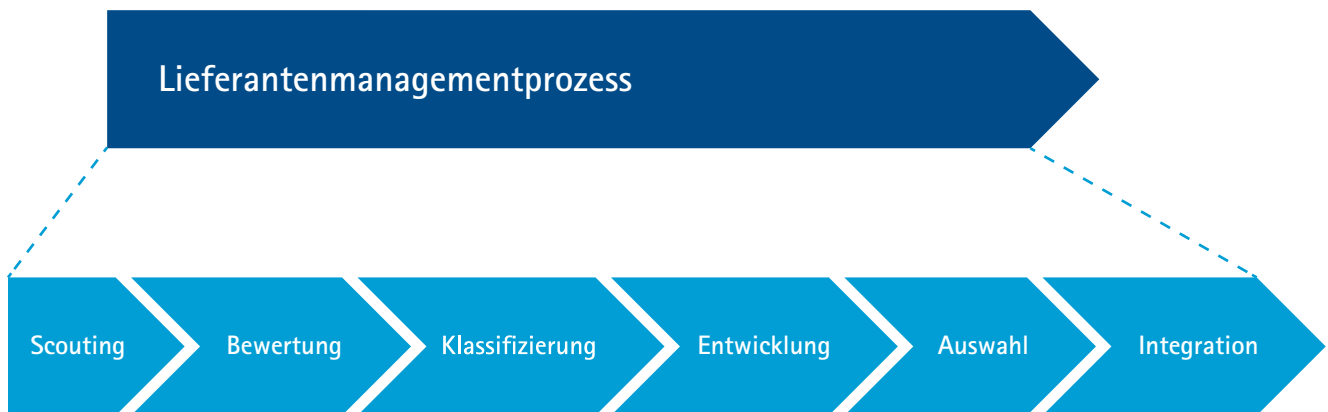 Lieferantenmanagementprozess
Scouting
Bewertung
Klassifizierung
Entwicklung
Auswahl
Integration